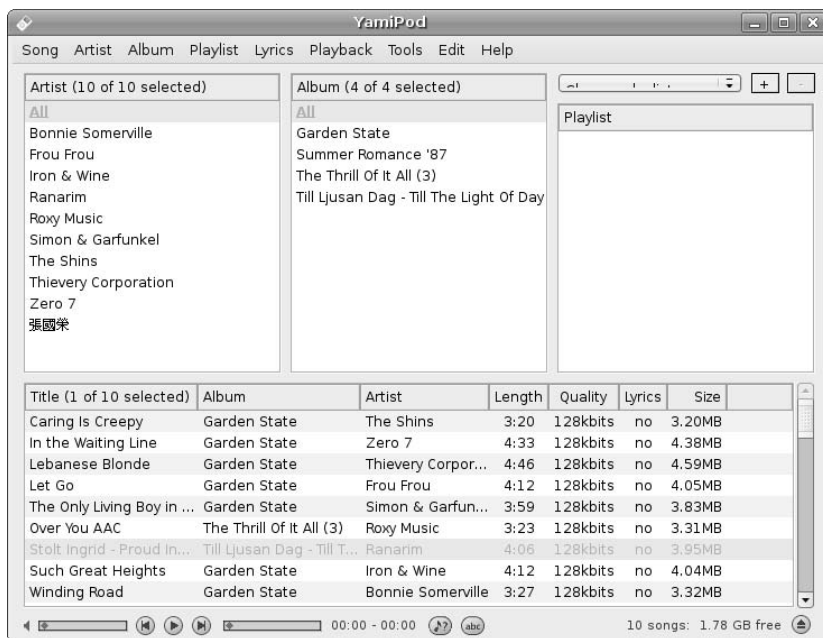 YamiPod
Song Artist Album Playlist Lyrics Playback Tools Edit Help
Artist (10 of 10 selected)
All
Bonnie Somerville
Frou Frou
Iron & Wine
Ranarim
Roxy Music
Simon & Garfunkel
The Shins
Thievery Corporation
Zero 7
張國榮
Album (4 of 4 selected)
All
Garden State
Summer Romance '87
The Thrill Of It All (3)
Till Ljusan Dag - Till The Light Of Day
+ -
Playlist
Title (1 of 10 selected) Album Artist Length Quality Lyrics Size
Caring Is Creepy Garden State The Shins 3:20 128kbits no 3.20MB
In the Waiting Line Garden State Zero 7 4:33 128kbits no 4.38MB
Lebanese Blonde Garden State Thievery Corpor... 4:46 128kbits no 4.59MB
Let Go Garden State Frou Frou 4:12 128kbits no 4.05MB
The Only Living Boy in ... Garden State Simon & Garfun... 3:59 128kbits no 3.83MB
Over You AAC The Thrill Of It All (3) Roxy Music 3:23 128kbits no 3.31MB
Stolt Ingrid - Proud In... Till Ljusan Dag - Till T... Ranarim 4:06 128kbits no 3.95MB
Such Great Heights Garden State Iron & Wine 4:12 128kbits no 4.04MB
Winding Road Garden State Bonnie Somerville 3:27 128kbits no 3.32MB
00:00 - 00:00 ? abc 10 songs: 1.78 GB free